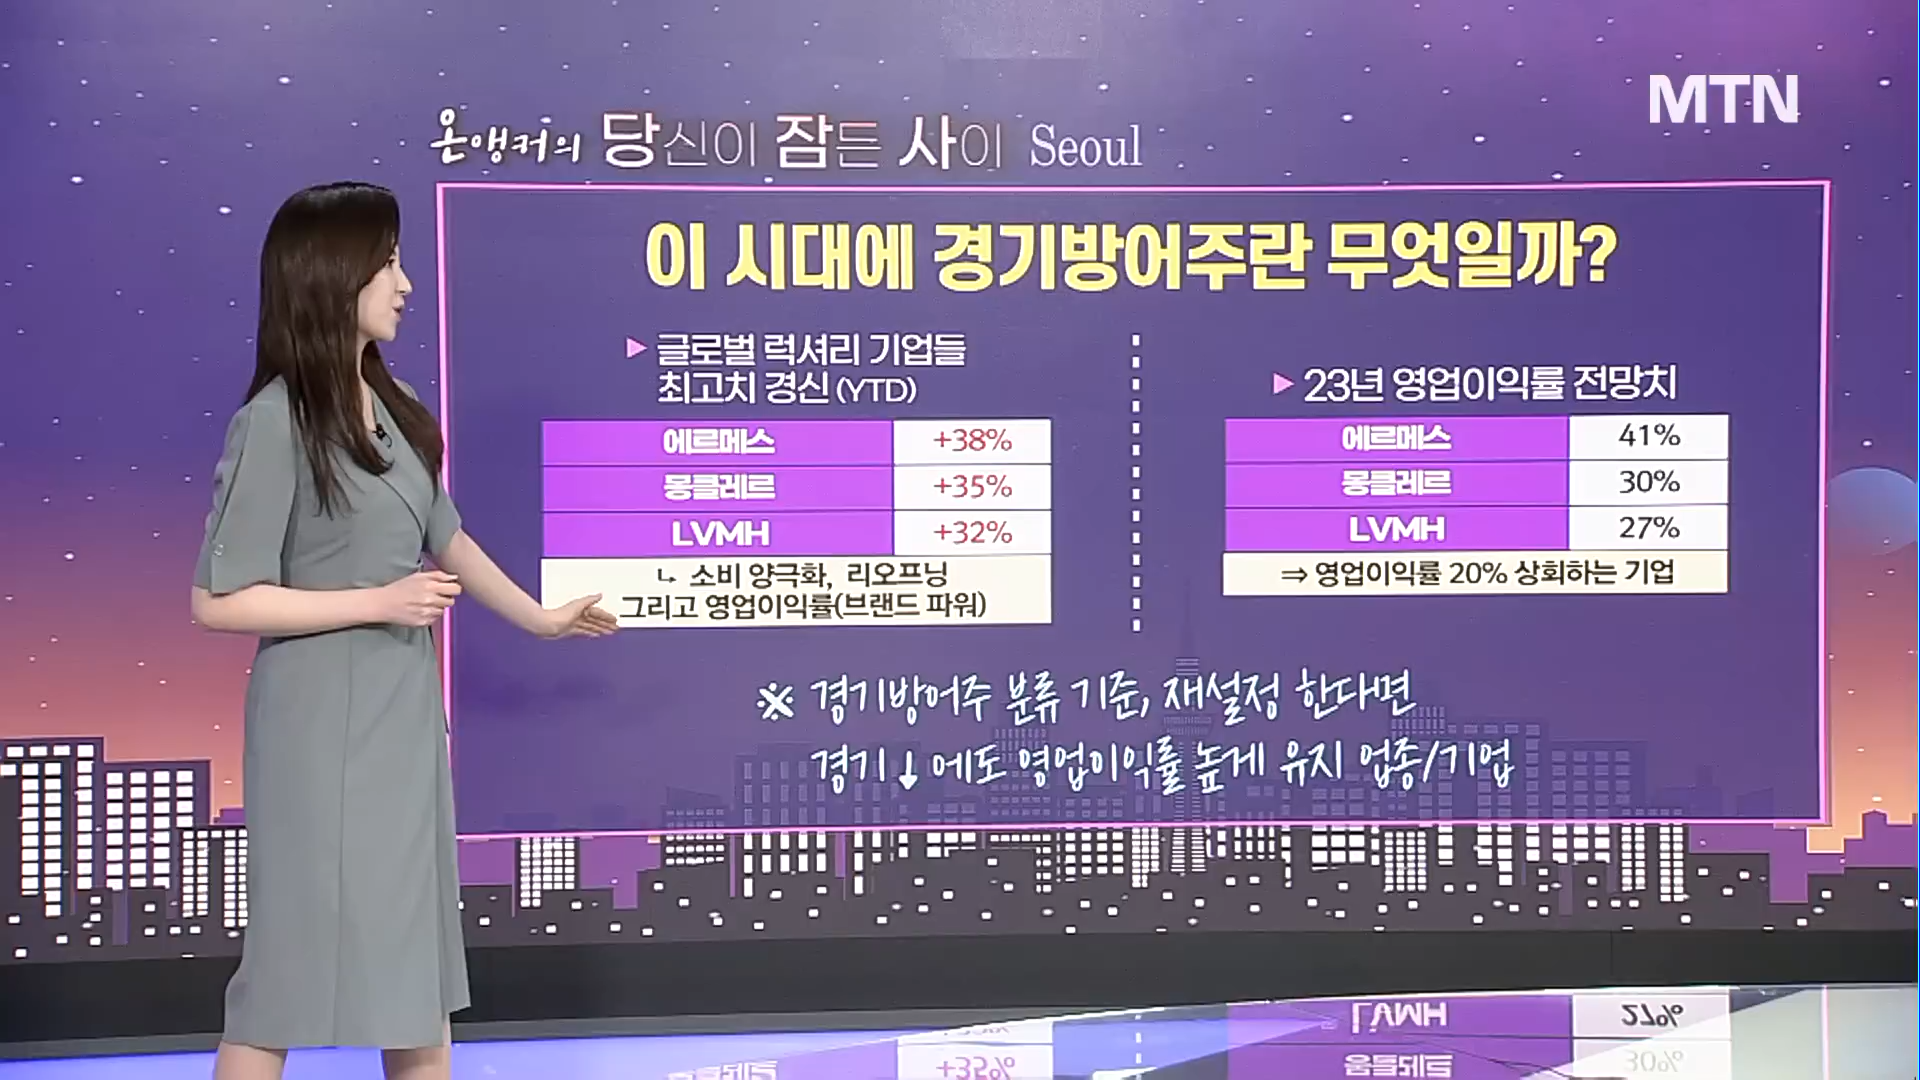 MTN
온앵커의 당신이 잠든 사이 Seoul
이 시대에 경기방어주란 무엇일까?
▶ 글로벌 럭셔리 기업들
최고치 경신 (YTD)
에르메스 +38%
몽클레르 +35%
LVMH +32%
↳ 소비 양극화, 리오프닝
그리고 영업이익률(브랜드 파워)
▶ 23년 영업이익률 전망치
에르메스 41%
몽클레르 30%
LVMH 27%
⇒ 영업이익률 20% 상회하는 기업
※ 경기방어주 분류 기준, 재설정 한다면
경기↓에도 영업이익률 높게 유지 업종/기업